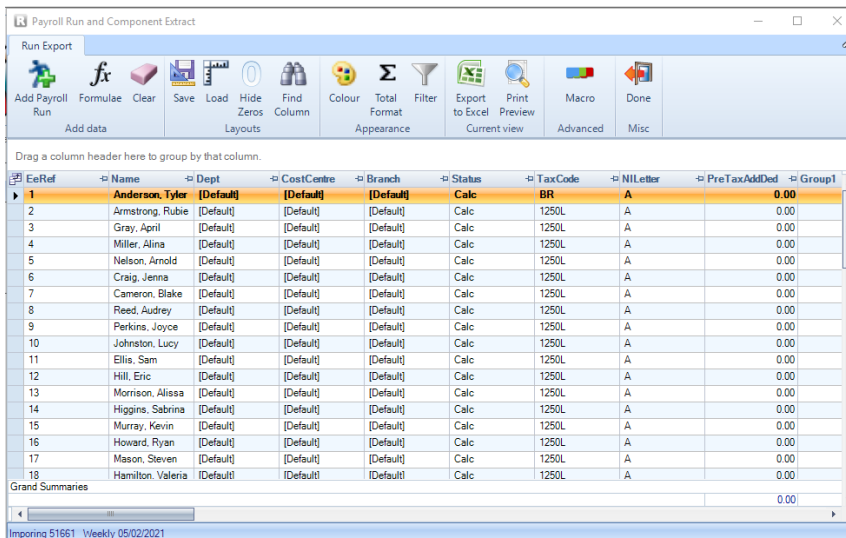 Payroll Run and Component Extract
Run Export
Add Payroll Run Formulae Clear Save Load Hide Zeros Find Column Colour Total Format Filter Export to Excel Print Preview Macro Done
Add data Layouts Appearance Current view Advanced Misc
Drag a column header here to group by that column.
EeRef Name Dept CostCentre Branch Status TaxCode NILetter PreTaxAddDed Group1
1 Anderson, Tyler [Default] [Default] [Default] Calc BR A 0.00
2 Armstrong, Rubie [Default] [Default] [Default] Calc 1250L A 0.00
3 Gray, April [Default] [Default] [Default] Calc 1250L A 0.00
4 Miller, Alina [Default] [Default] [Default] Calc 1250L A 0.00
5 Nelson, Arnold [Default] [Default] [Default] Calc 1250L A 0.00
6 Craig, Jenna [Default] [Default] [Default] Calc 1250L A 0.00
7 Cameron, Blake [Default] [Default] [Default] Calc 1250L A 0.00
8 Reed, Audrey [Default] [Default] [Default] Calc 1250L A 0.00
9 Perkins, Joyce [Default] [Default] [Default] Calc 1250L A 0.00
10 Johnston, Lucy [Default] [Default] [Default] Calc 1250L A 0.00
11 Ellis, Sam [Default] [Default] [Default] Calc 1250L A 0.00
12 Hill, Eric [Default] [Default] [Default] Calc 1250L A 0.00
13 Morrison, Alissa [Default] [Default] [Default] Calc 1250L A 0.00
14 Higgins, Sabrina [Default] [Default] [Default] Calc 1250L A 0.00
15 Murray, Kevin [Default] [Default] [Default] Calc 1250L A 0.00
16 Howard, Ryan [Default] [Default] [Default] Calc 1250L A 0.00
17 Mason, Steven [Default] [Default] [Default] Calc 1250L A 0.00
18 Hamilton, Valeria [Default] [Default] [Default] Calc 1250L A 0.00
Grand Summaries
0.00
Imporing 51661 Weekly 05/02/2021